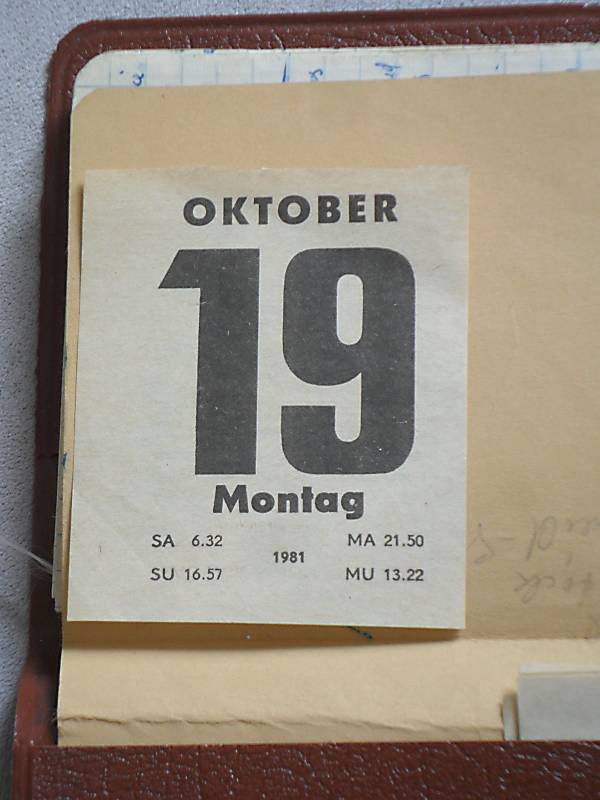 OKTOBER
19
Montag
SA 6.32
SU 16.57
1981
MA 21.50
MU 13.22